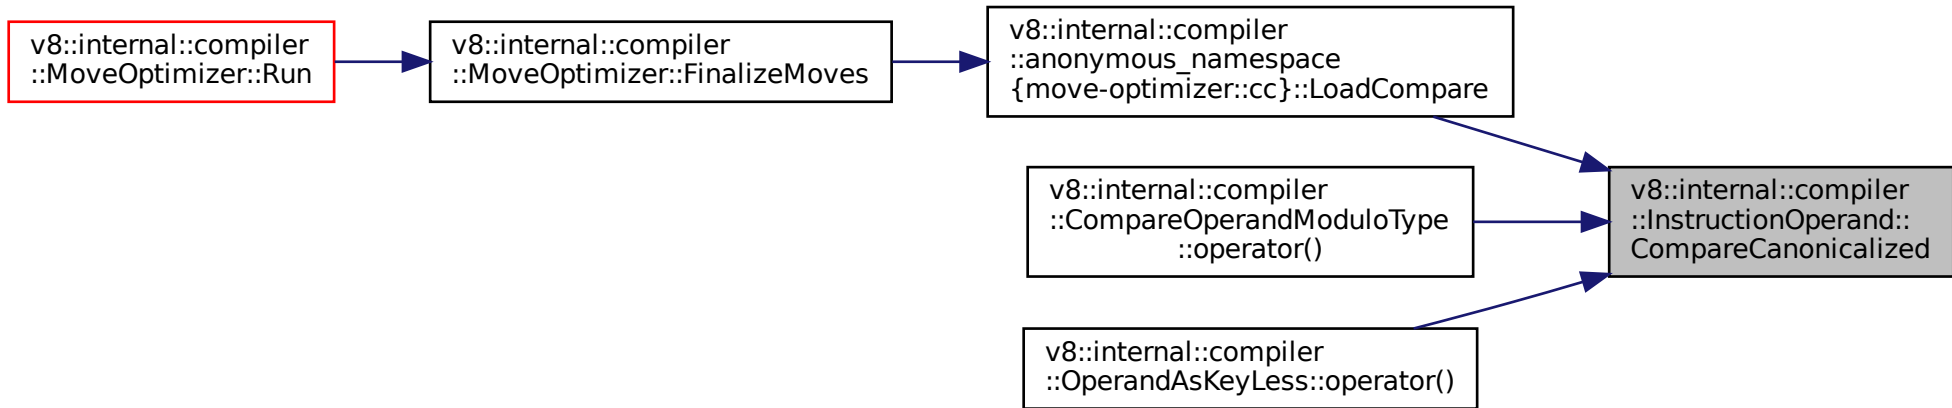 v8::internal::compiler
::MoveOptimizer::Run
v8::internal::compiler
::MoveOptimizer::FinalizeMoves
v8::internal::compiler
::anonymous_namespace
{move-optimizer::cc}::LoadCompare
v8::internal::compiler
::CompareOperandModuloType
::operator()
v8::internal::compiler
::OperandAsKeyLess::operator()
v8::internal::compiler
::InstructionOperand::
CompareCanonicalized